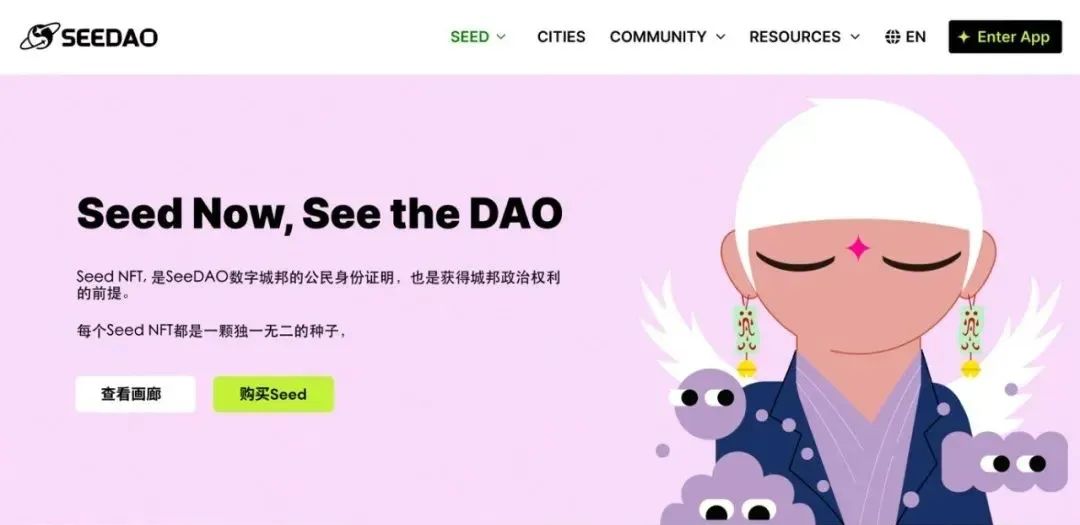 SEEDAO
SEED
CITIES
COMMUNITY
RESOURCES
EN
Enter App
Seed Now, See the DAO
Seed NFT, 是SeeDAO数字城邦的公民身份证明，也是获得城邦政治权利
的前提。
每个Seed NFT都是一颗独一无二的种子，
查看画廊
购买Seed